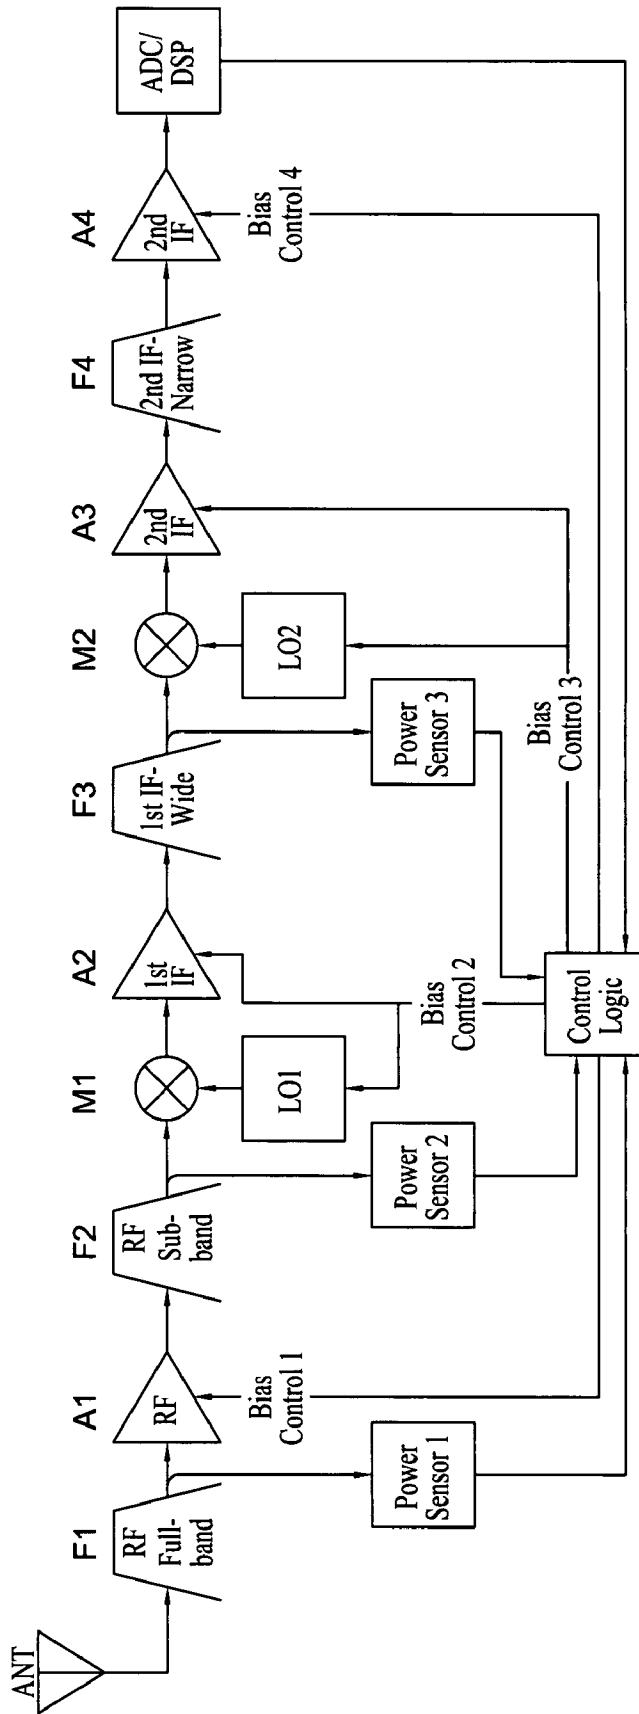 ANT
F1
A1
F2
M1
A2
F3
M2
A3
F4
A4
RF
Full-
band
RF
RF
Sub-
band
1st
IF
1st IF-
Wide
2nd
IF
2nd IF-
Narrow
2nd
IF
ADC/
DSP
Bias
Control 1
LO1
LO2
Bias
Control 4
Power
Sensor 1
Power
Sensor 2
Bias
Control 2
Power
Sensor 3
Bias
Control 3
Control
Logic